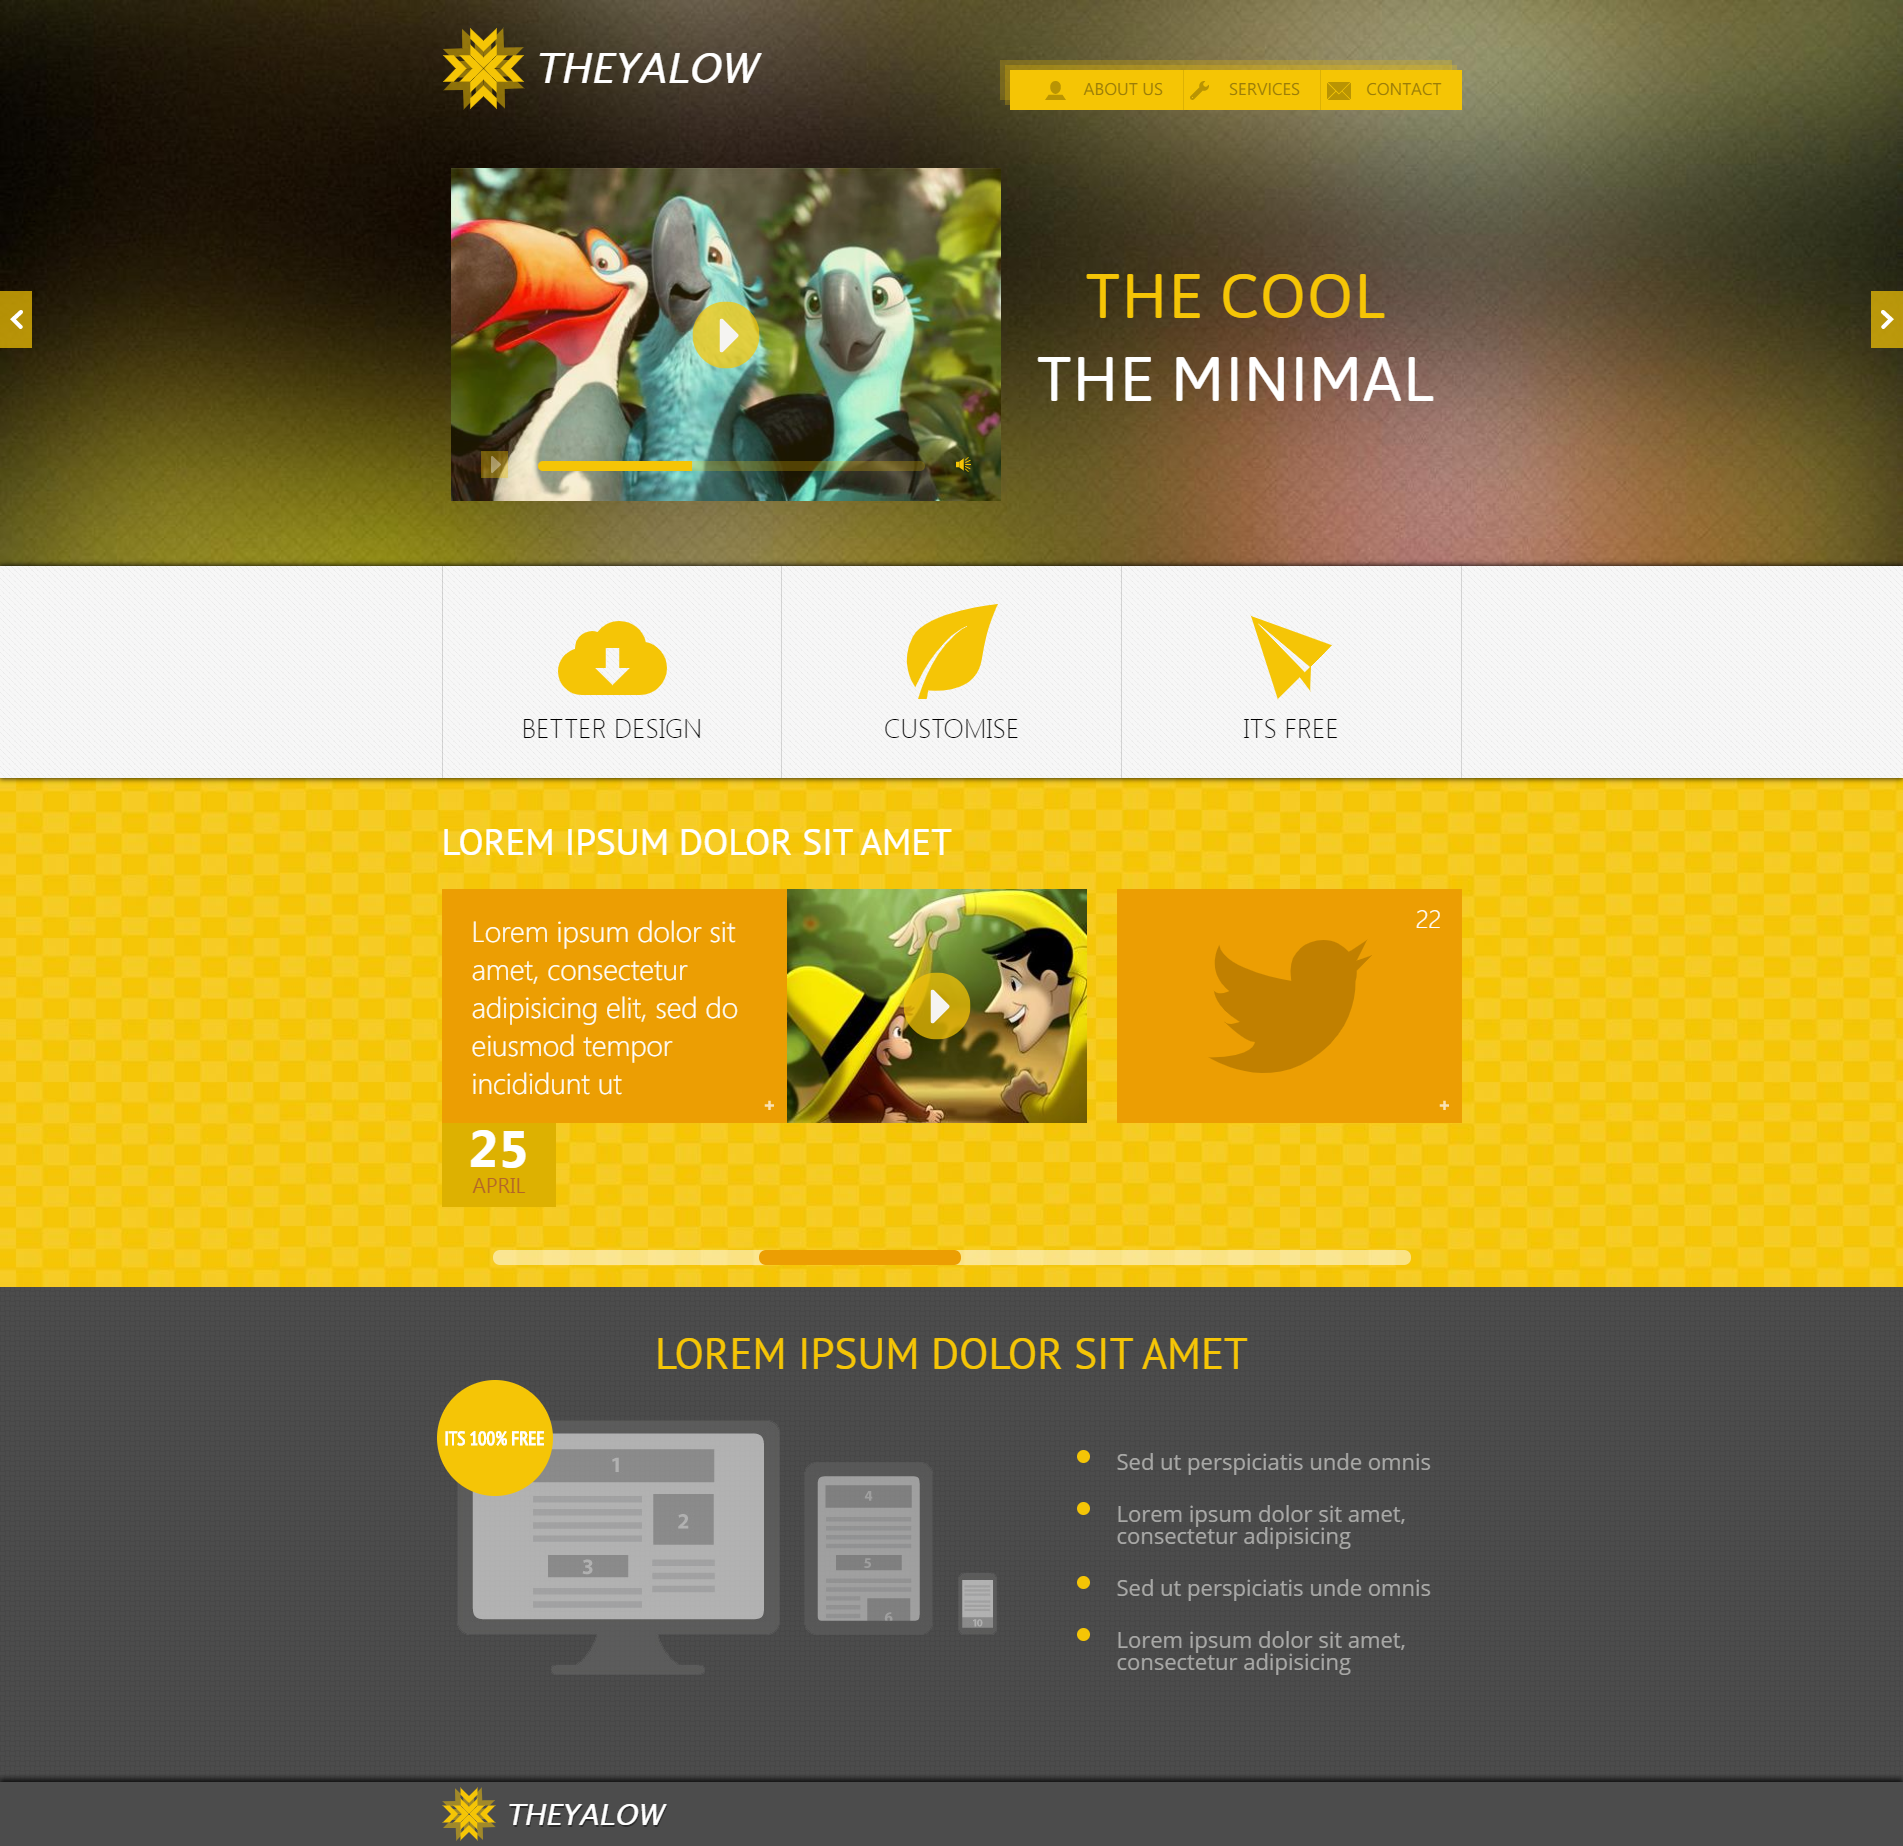 THEYALOW
ABOUT US
SERVICES
CONTACT
THE COOL
THE MINIMAL
BETTER DESIGN
CUSTOMISE
ITS FREE
LOREM IPSUM DOLOR SIT AMET
Lorem ipsum dolor sit
amet, consectetur
adipisicing elit, sed do
eiusmod tempor
incididunt ut
+
22
+
25
APRIL
LOREM IPSUM DOLOR SIT AMET
ITS 100% FREE
1
2
3
4
5
6
10
Sed ut perspiciatis unde omnis
Lorem ipsum dolor sit amet,
consectetur adipisicing
Sed ut perspiciatis unde omnis
Lorem ipsum dolor sit amet,
consectetur adipisicing
THEYALOW